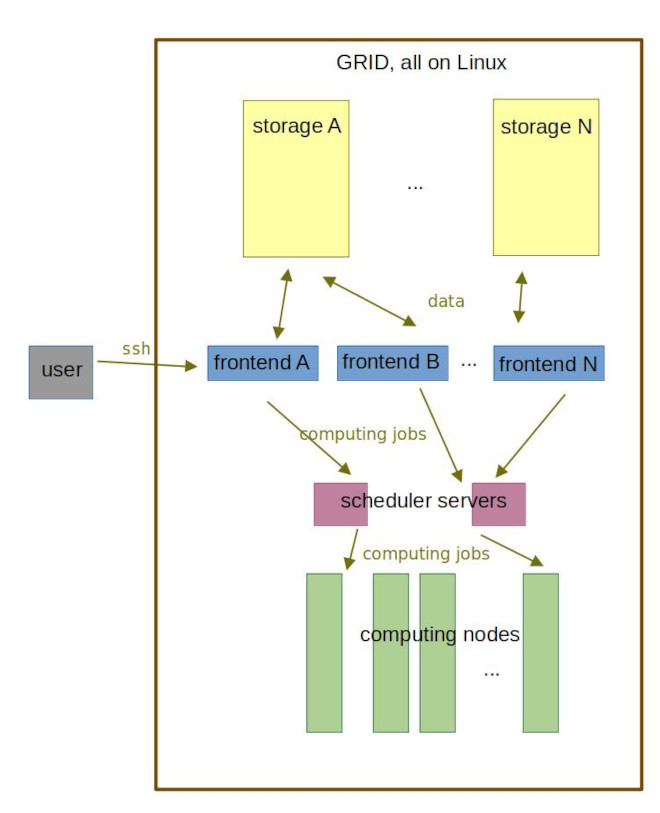 GRID, all on Linux
storage A
storage N
...
data
ssh
user
frontend A
frontend B
...
frontend N
computing jobs
scheduler servers
computing jobs
computing nodes
...